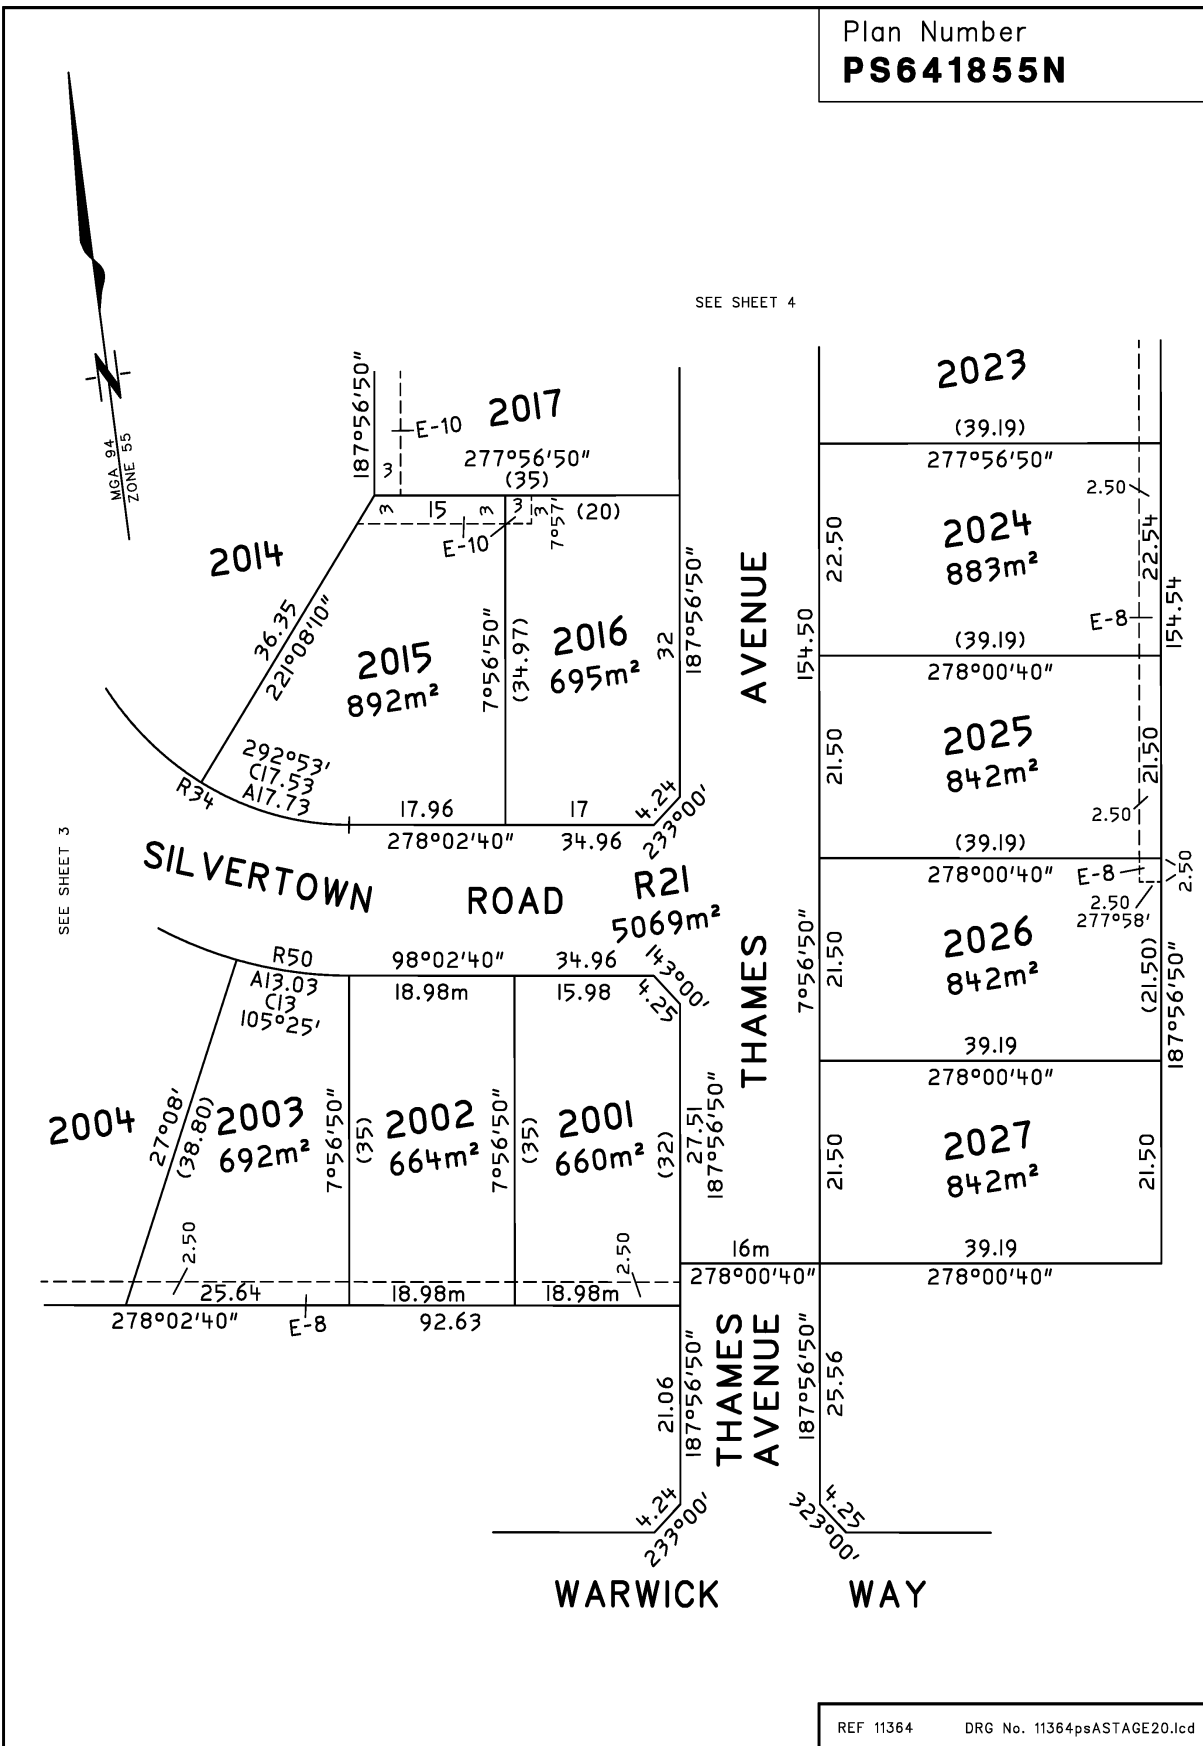 Plan Number
PS641855N
MGA 94
ZONE 55
SEE SHEET 4
187°56'50"
3
E-10
2017
277°56'50"
(35)
2023
(39.19)
277°56'50"
2.50
3
15
3
3
3
7°57'
(20)
E-10
2014
36.35
221°08'10"
2015
892m²
7°56'50"
(34.97)
2016
695m²
32
187°56'50"
AVENUE
154.50
22.50
2024
883m²
22.54
E-8
154.54
(39.19)
278°00'40"
21.50
2025
842m²
21.50
2.50
(39.19)
278°00'40"
292°53'
C17.53
A17.73
R34
17.96
278°02'40"
17
34.96
4.24
233°00'
SEE SHEET 3
SILVERTOWN ROAD
R21
5069m²
E-8
2.50
2.50
277°58'
THAMES
7°56'50"
21.50
2026
842m²
(21.50)
187°56'50"
39.19
278°00'40"
R50
A13.03
C13
105°25'
98°02'40"
18.98m
34.96
15.98
143°00'
4.25
2004
27°08'
(38.80)
2003
692m²
7°56'50"
(35)
2002
664m²
7°56'50"
(35)
2001
660m²
(32)
27.51
187°56'50"
21.50
2027
842m²
21.50
2.50
2.50
16m
278°00'40"
39.19
278°00'40"
25.64
278°02'40"
E-8
18.98m
92.63
18.98m
21.06
187°56'50"
THAMES
AVENUE
187°56'50"
25.56
4.24
233°00'
4.25
323°00'
WARWICK WAY
REF 11364 DRG No. 11364psASTAGE20.lcd